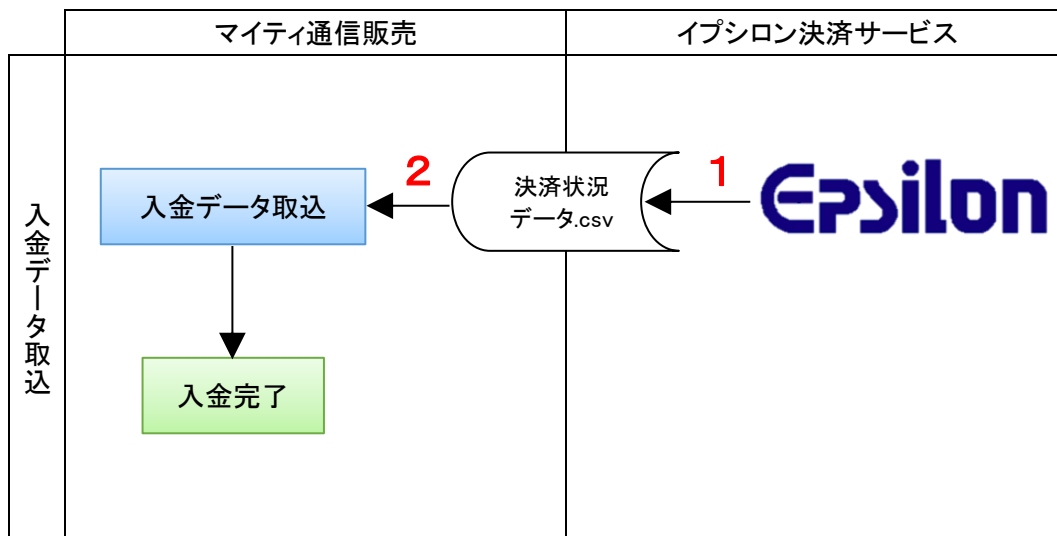 マイティ通信販売
イプシロン決済サービス
入金データ取込
入金データ取込
2
決済状況
データ.csv
1
Epsilon
入金完了